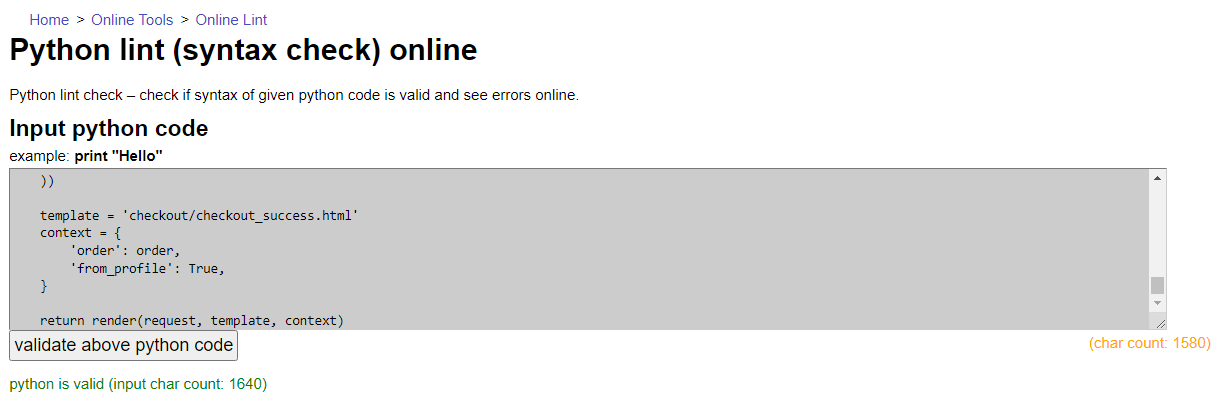 Home > Online Tools > Online Lint
Python lint (syntax check) online
Python lint check – check if syntax of given python code is valid and see errors online.
Input python code
example: print "Hello"
))
template = 'checkout/checkout_success.html'
context = {
'order': order,
'from_profile': True,
}
return render(request, template, context)
validate above python code
(char count: 1580)
python is valid (input char count: 1640)